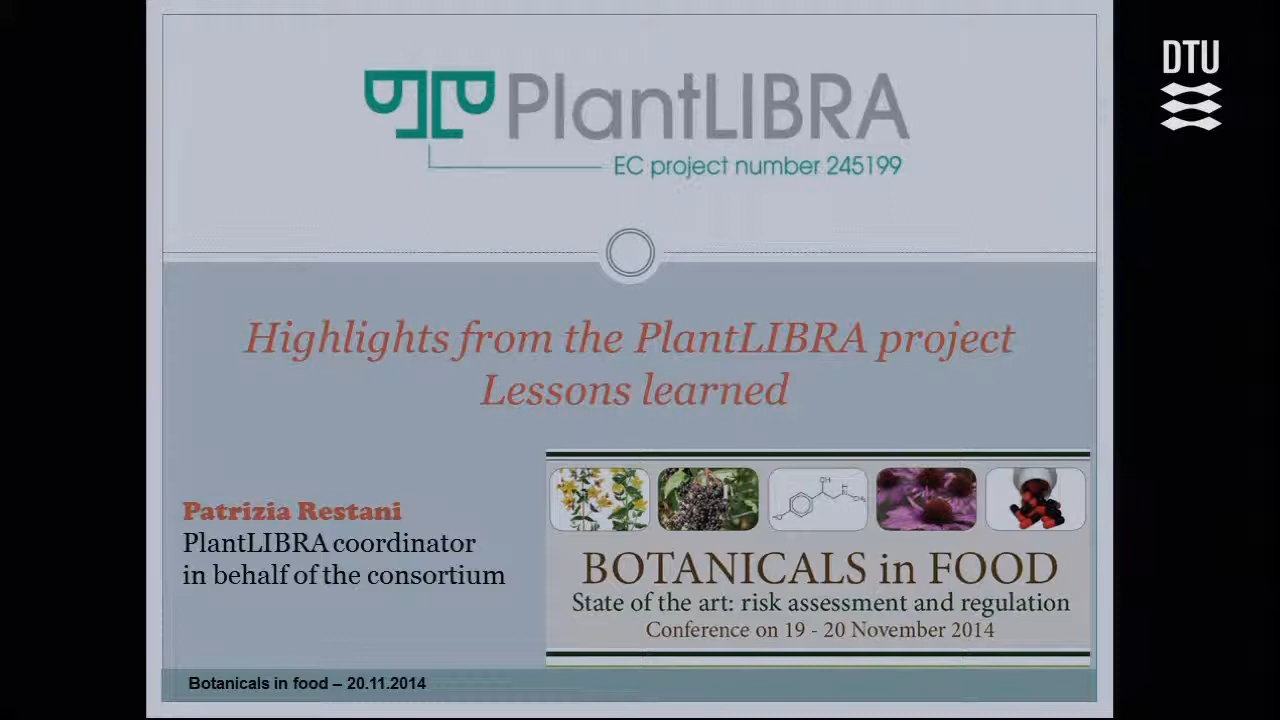 DTU
PlantLIBRA
EC project number 245199
Highlights from the PlantLIBRA project
Lessons learned
Patrizia Restani
PlantLIBRA coordinator
in behalf of the consortium
BOTANICALS in FOOD
State of the art: risk assessment and regulation
Conference on 19 - 20 November 2014
Botanicals in food – 20.11.2014